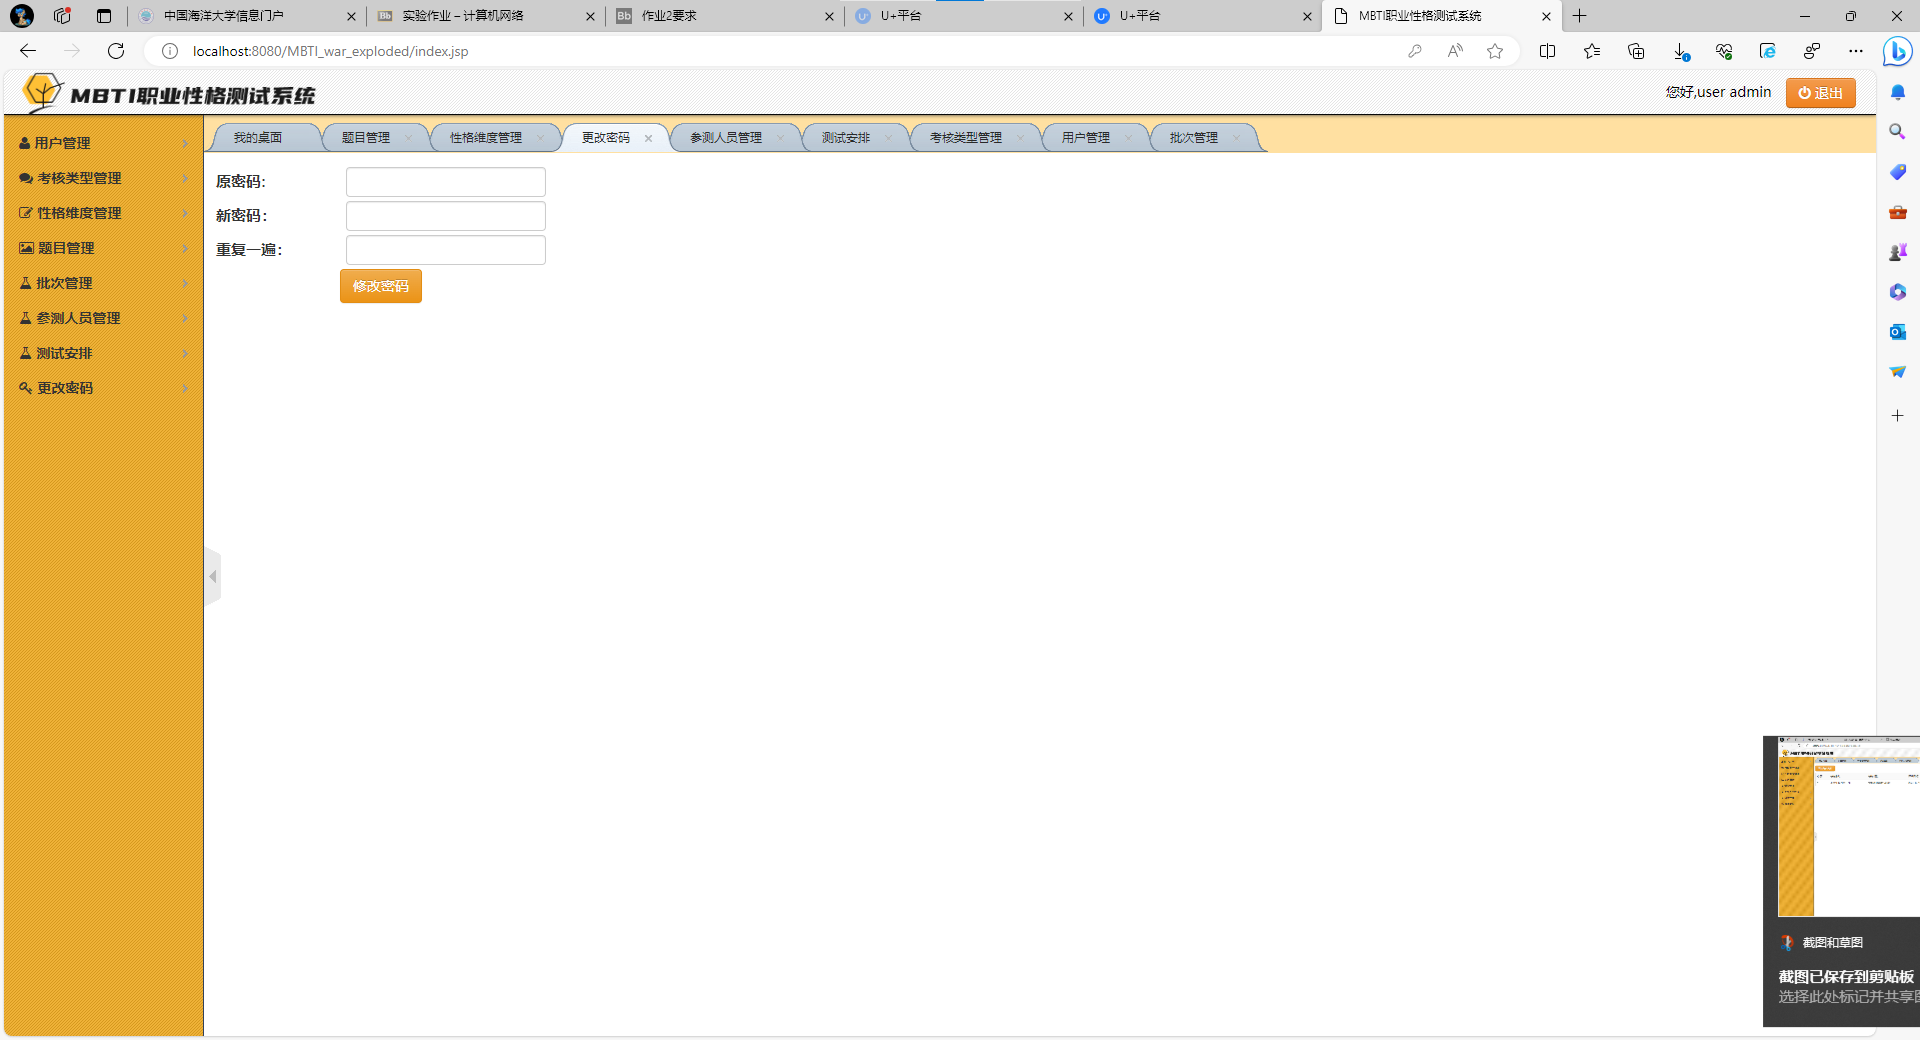 中国海洋大学信息门户
Bb 实验作业 – 计算机网络
Bb 作业2要求
U+平台
U+平台
MBTI职业性格测试系统
localhost:8080/MBTI_war_exploded/index.jsp
MBTI职业性格测试系统
您好,user admin
退出
用户管理
考核类型管理
性格维度管理
题目管理
批次管理
参测人员管理
测试安排
更改密码
我的桌面
题目管理
性格维度管理
更改密码
参测人员管理
测试安排
考核类型管理
用户管理
批次管理
原密码:
新密码:
重复一遍:
修改密码
截图和草图
截图已保存到剪贴板
选择此处标记并共享图